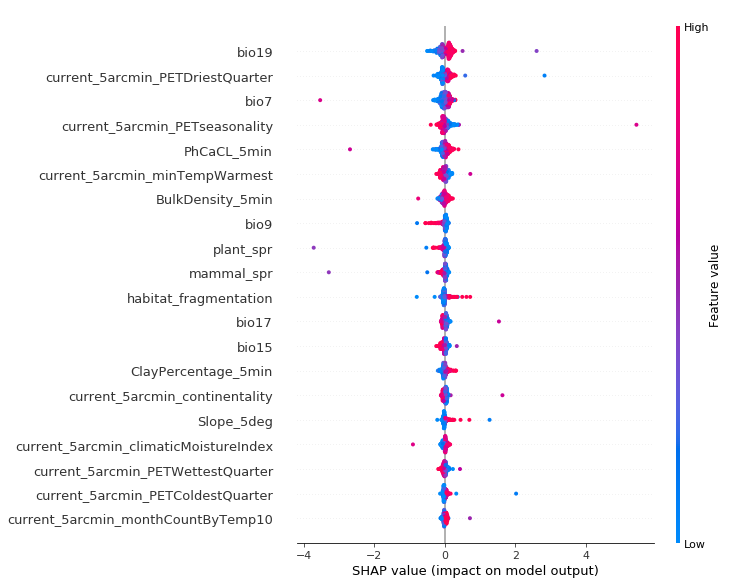 High
bio19
current_5arcmin_PETDriestQuarter
bio7
current_5arcmin_PETseasonality
PhCaCL_5min
current_5arcmin_minTempWarmest
BulkDensity_5min
bio9
plant_spr
mammal_spr
habitat_fragmentation
bio17
bio15
ClayPercentage_5min
current_5arcmin_continentality
Slope_5deg
current_5arcmin_climaticMoistureIndex
current_5arcmin_PETWettestQuarter
current_5arcmin_PETColdestQuarter
current_5arcmin_monthCountByTemp10
Feature value
Low
−4 −2 0 2 4
SHAP value (impact on model output)